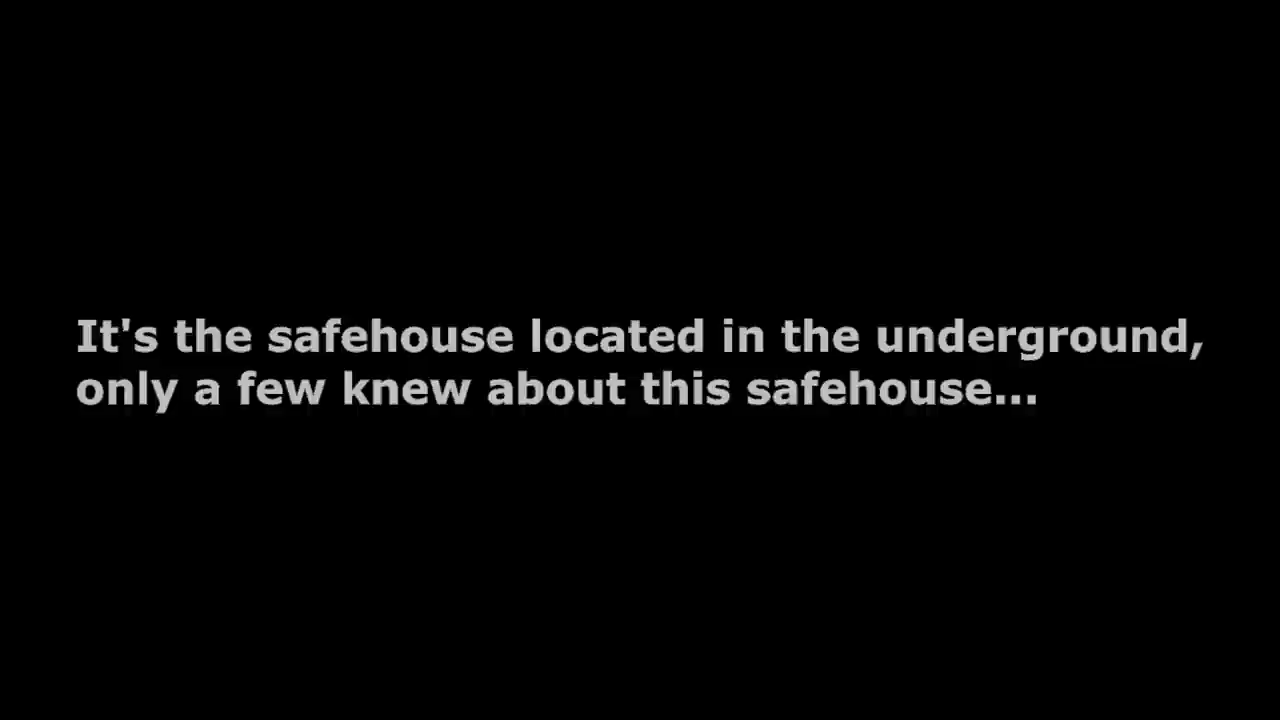 It's the safehouse located in the underground,
only a few knew about this safehouse...